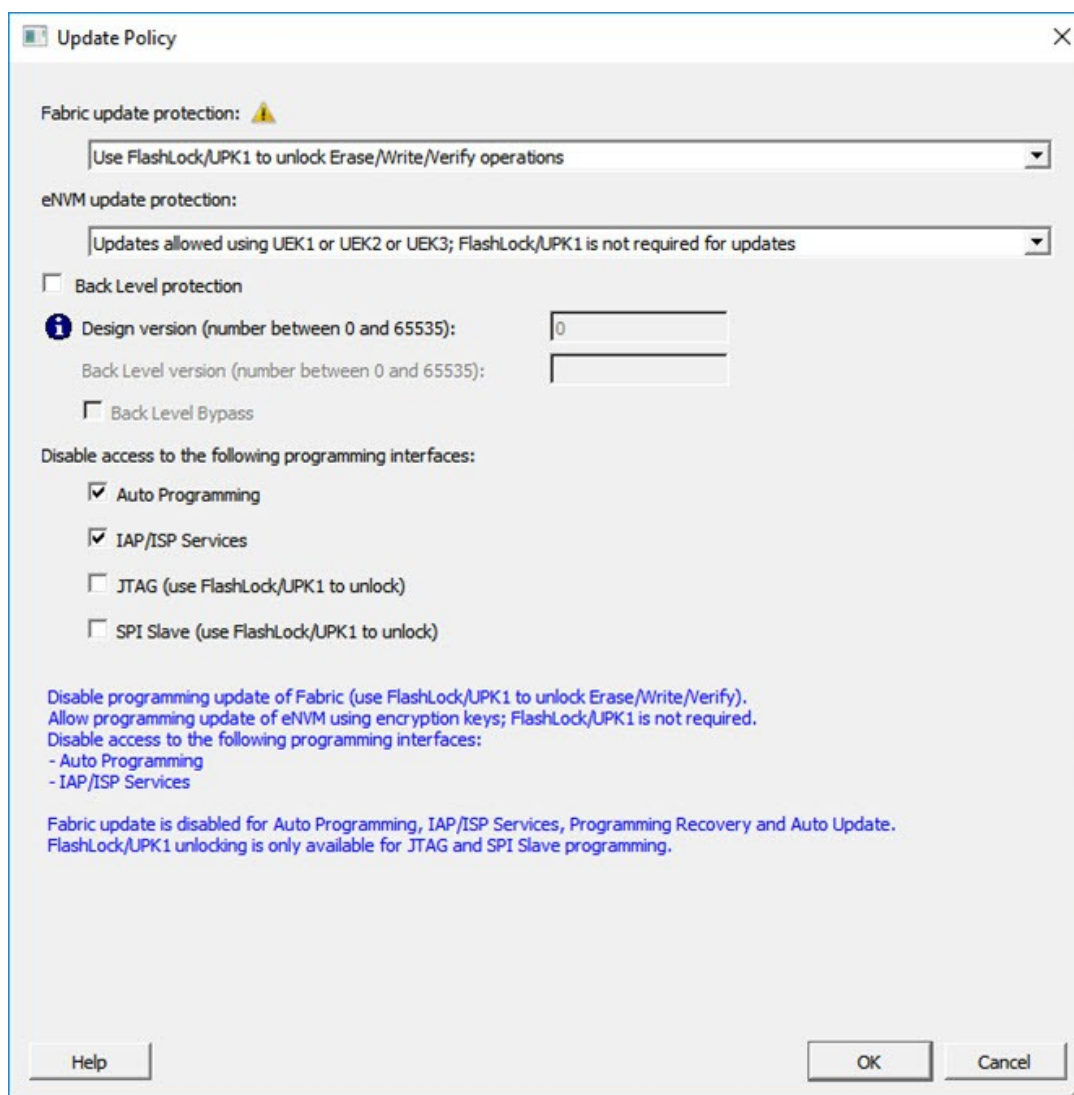 Update Policy
Fabric update protection:
Use FlashLock/UPK1 to unlock Erase/Write/Verify operations
eNVM update protection:
Updates allowed using UEK1 or UEK2 or UEK3; FlashLock/UPK1 is not required for updates
Back Level protection
Design version (number between 0 and 65535): 0
Back Level version (number between 0 and 65535):
Back Level Bypass
Disable access to the following programming interfaces:
Auto Programming
IAP/ISP Services
JTAG (use FlashLock/UPK1 to unlock)
SPI Slave (use FlashLock/UPK1 to unlock)
Disable programming update of Fabric (use FlashLock/UPK1 to unlock Erase/Write/Verify).
Allow programming update of eNVM using encryption keys; FlashLock/UPK1 is not required.
Disable access to the following programming interfaces:
- Auto Programming
- IAP/ISP Services
Fabric update is disabled for Auto Programming, IAP/ISP Services, Programming Recovery and Auto Update.
FlashLock/UPK1 unlocking is only available for JTAG and SPI Slave programming.
Help OK Cancel